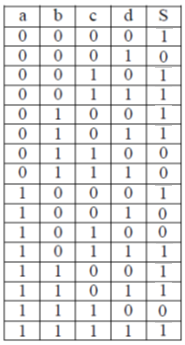 a b c d S
0 0 0 0 1
0 0 0 1 0
0 0 1 0 1
0 0 1 1 1
0 1 0 0 1
0 1 0 1 1
0 1 1 0 0
0 1 1 1 0
1 0 0 0 1
1 0 0 1 0
1 0 1 0 0
1 0 1 1 1
1 1 0 0 1
1 1 0 1 1
1 1 1 0 0
1 1 1 1 1